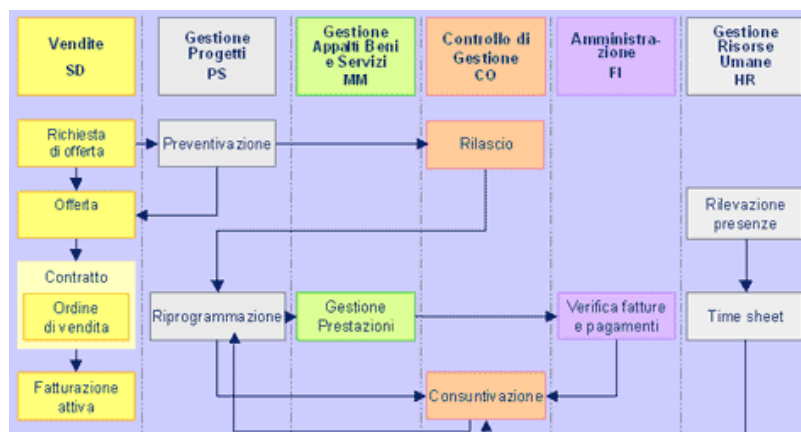 Vendite
SD
Gestione
Progetti
PS
Gestione
Appalti Beni
e Servizi
MM
Controllo di
Gestione
CO
Amministra-
zione
FI
Gestione
Risorse
Umane
HR
Richiesta
di offerta
Preventivazione
Rilascio
Offerta
Rilevazione
presenze
Contratto
Ordine
di vendita
Riprogrammazione
Gestione
Prestazioni
Verifica fatture
e pagamenti
Time sheet
Fatturazione
attiva
Consuntivazione